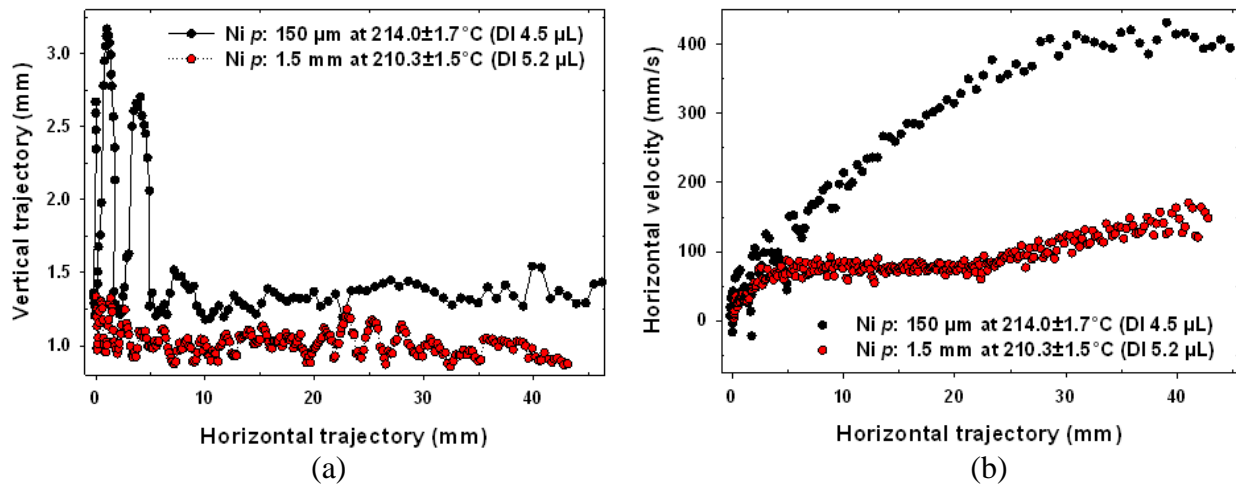 Ni p: 150 µm at 214.0±1.7°C (DI 4.5 µL)
Ni p: 1.5 mm at 210.3±1.5°C (DI 5.2 µL)
Vertical trajectory (mm)
3.0
2.5
2.0
1.5
1.0
0 10 20 30 40
Horizontal trajectory (mm)
(a)
Horizontal velocity (mm/s)
400
300
200
100
0
Ni p: 150 µm at 214.0±1.7°C (DI 4.5 µL)
Ni p: 1.5 mm at 210.3±1.5°C (DI 5.2 µL)
0 10 20 30 40
Horizontal trajectory (mm)
(b)